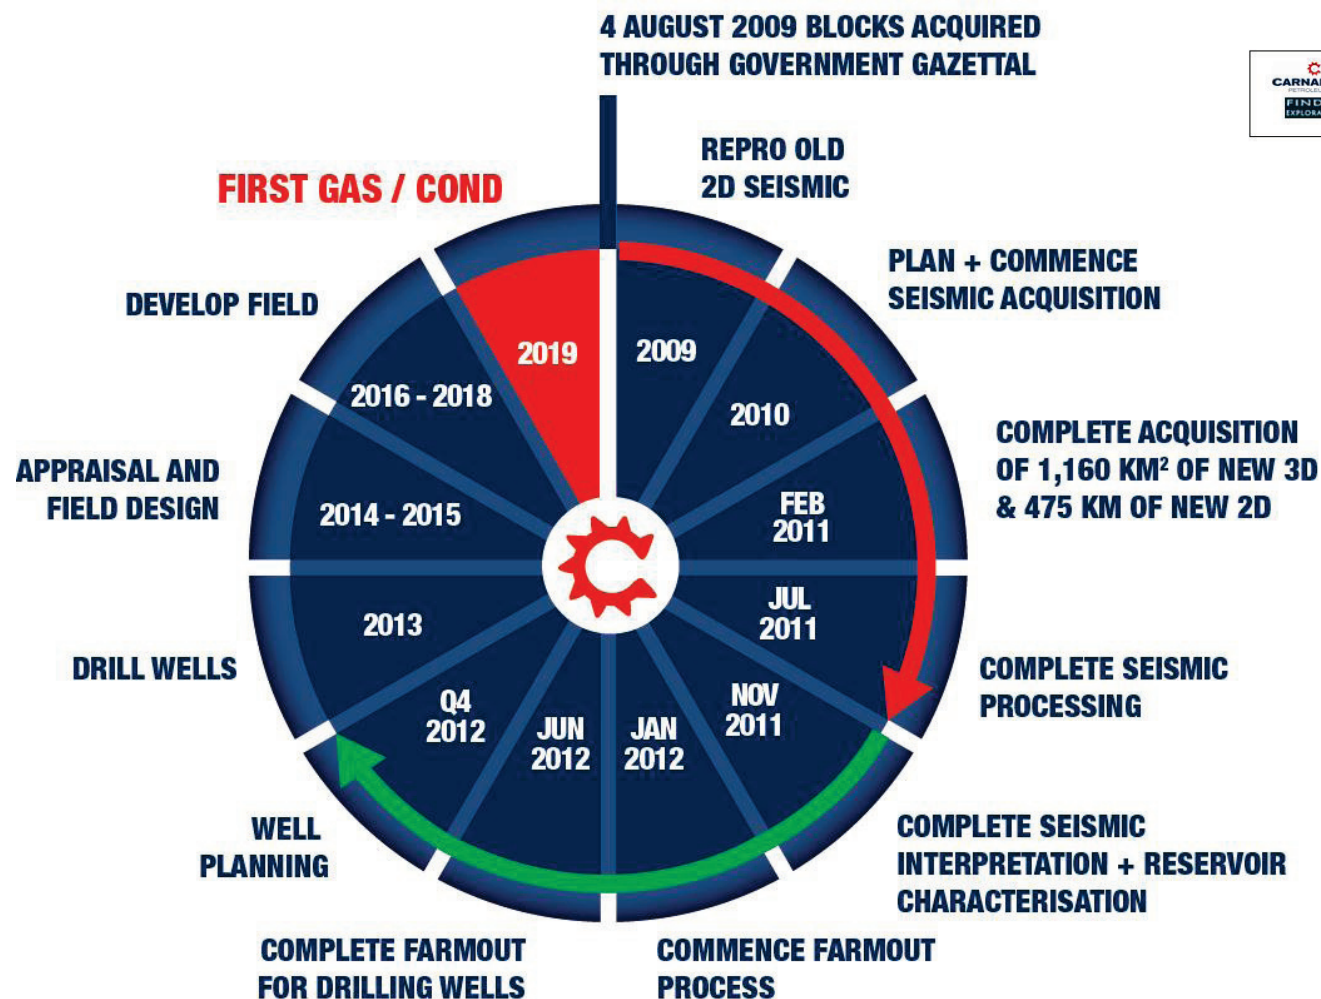 4 AUGUST 2009 BLOCKS ACQUIRED
THROUGH GOVERNMENT GAZETTAL
REPRO OLD
2D SEISMIC
PLAN + COMMENCE
SEISMIC ACQUISITION
COMPLETE ACQUISITION
OF 1,160 KM² OF NEW 3D
& 475 KM OF NEW 2D
COMPLETE SEISMIC
PROCESSING
COMPLETE SEISMIC
INTERPRETATION + RESERVOIR
CHARACTERISATION
COMMENCE FARMOUT
PROCESS
COMPLETE FARMOUT
FOR DRILLING WELLS
WELL
PLANNING
DRILL WELLS
APPRAISAL AND
FIELD DESIGN
DEVELOP FIELD
FIRST GAS / COND
2009
2010
FEB
2011
JUL
2011
NOV
2011
JAN
2012
JUN
2012
Q4
2012
2013
2014 - 2015
2016 - 2018
2019